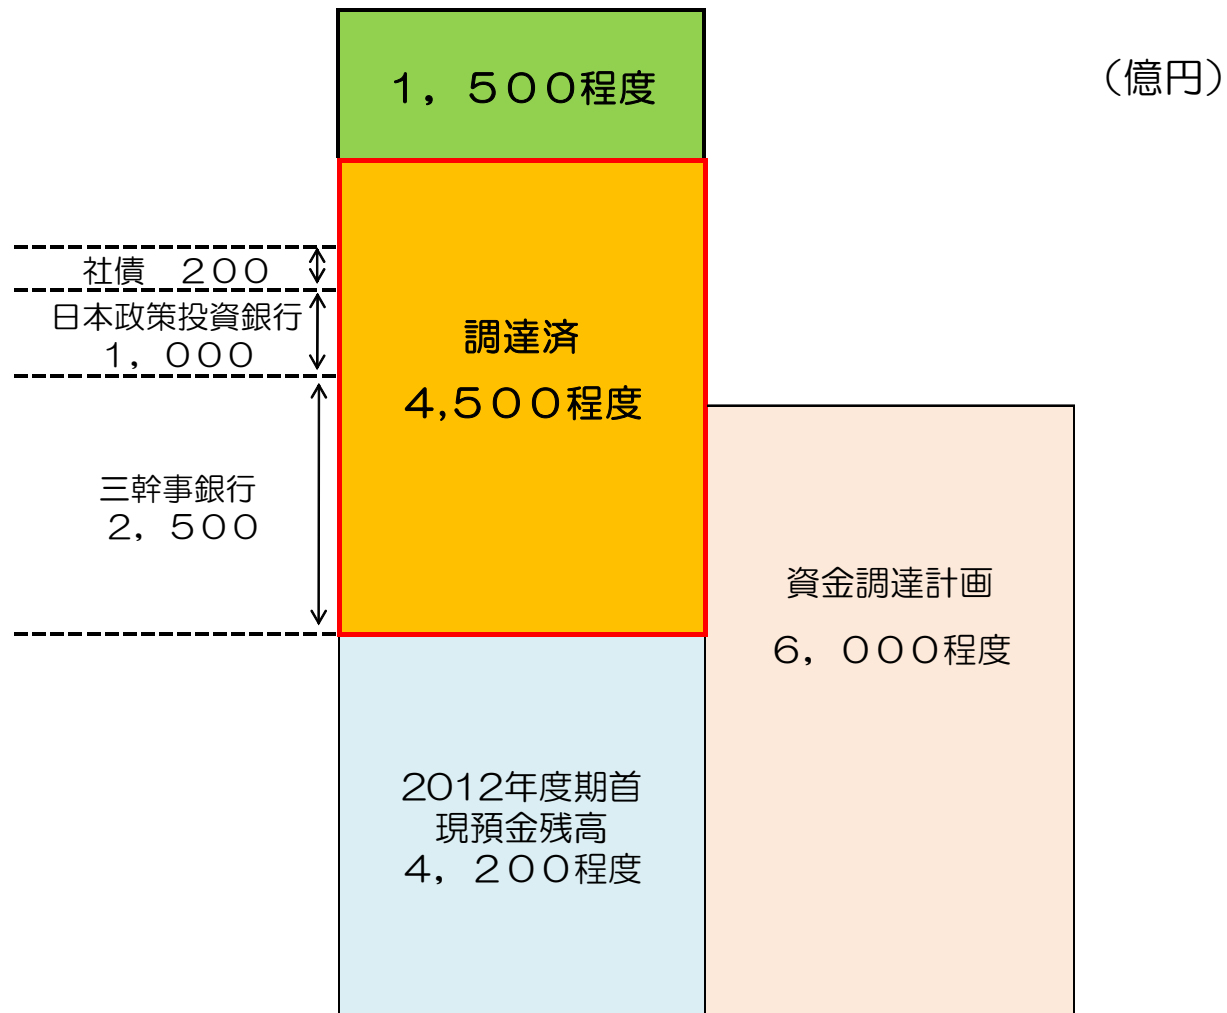 （億円）
１，５００程度
社債　２００
日本政策投資銀行
１，０００
三幹事銀行
２，５００
調達済
４,５００程度
資金調達計画
６，０００程度
２０１２年度期首
現預金残高
４，２００程度